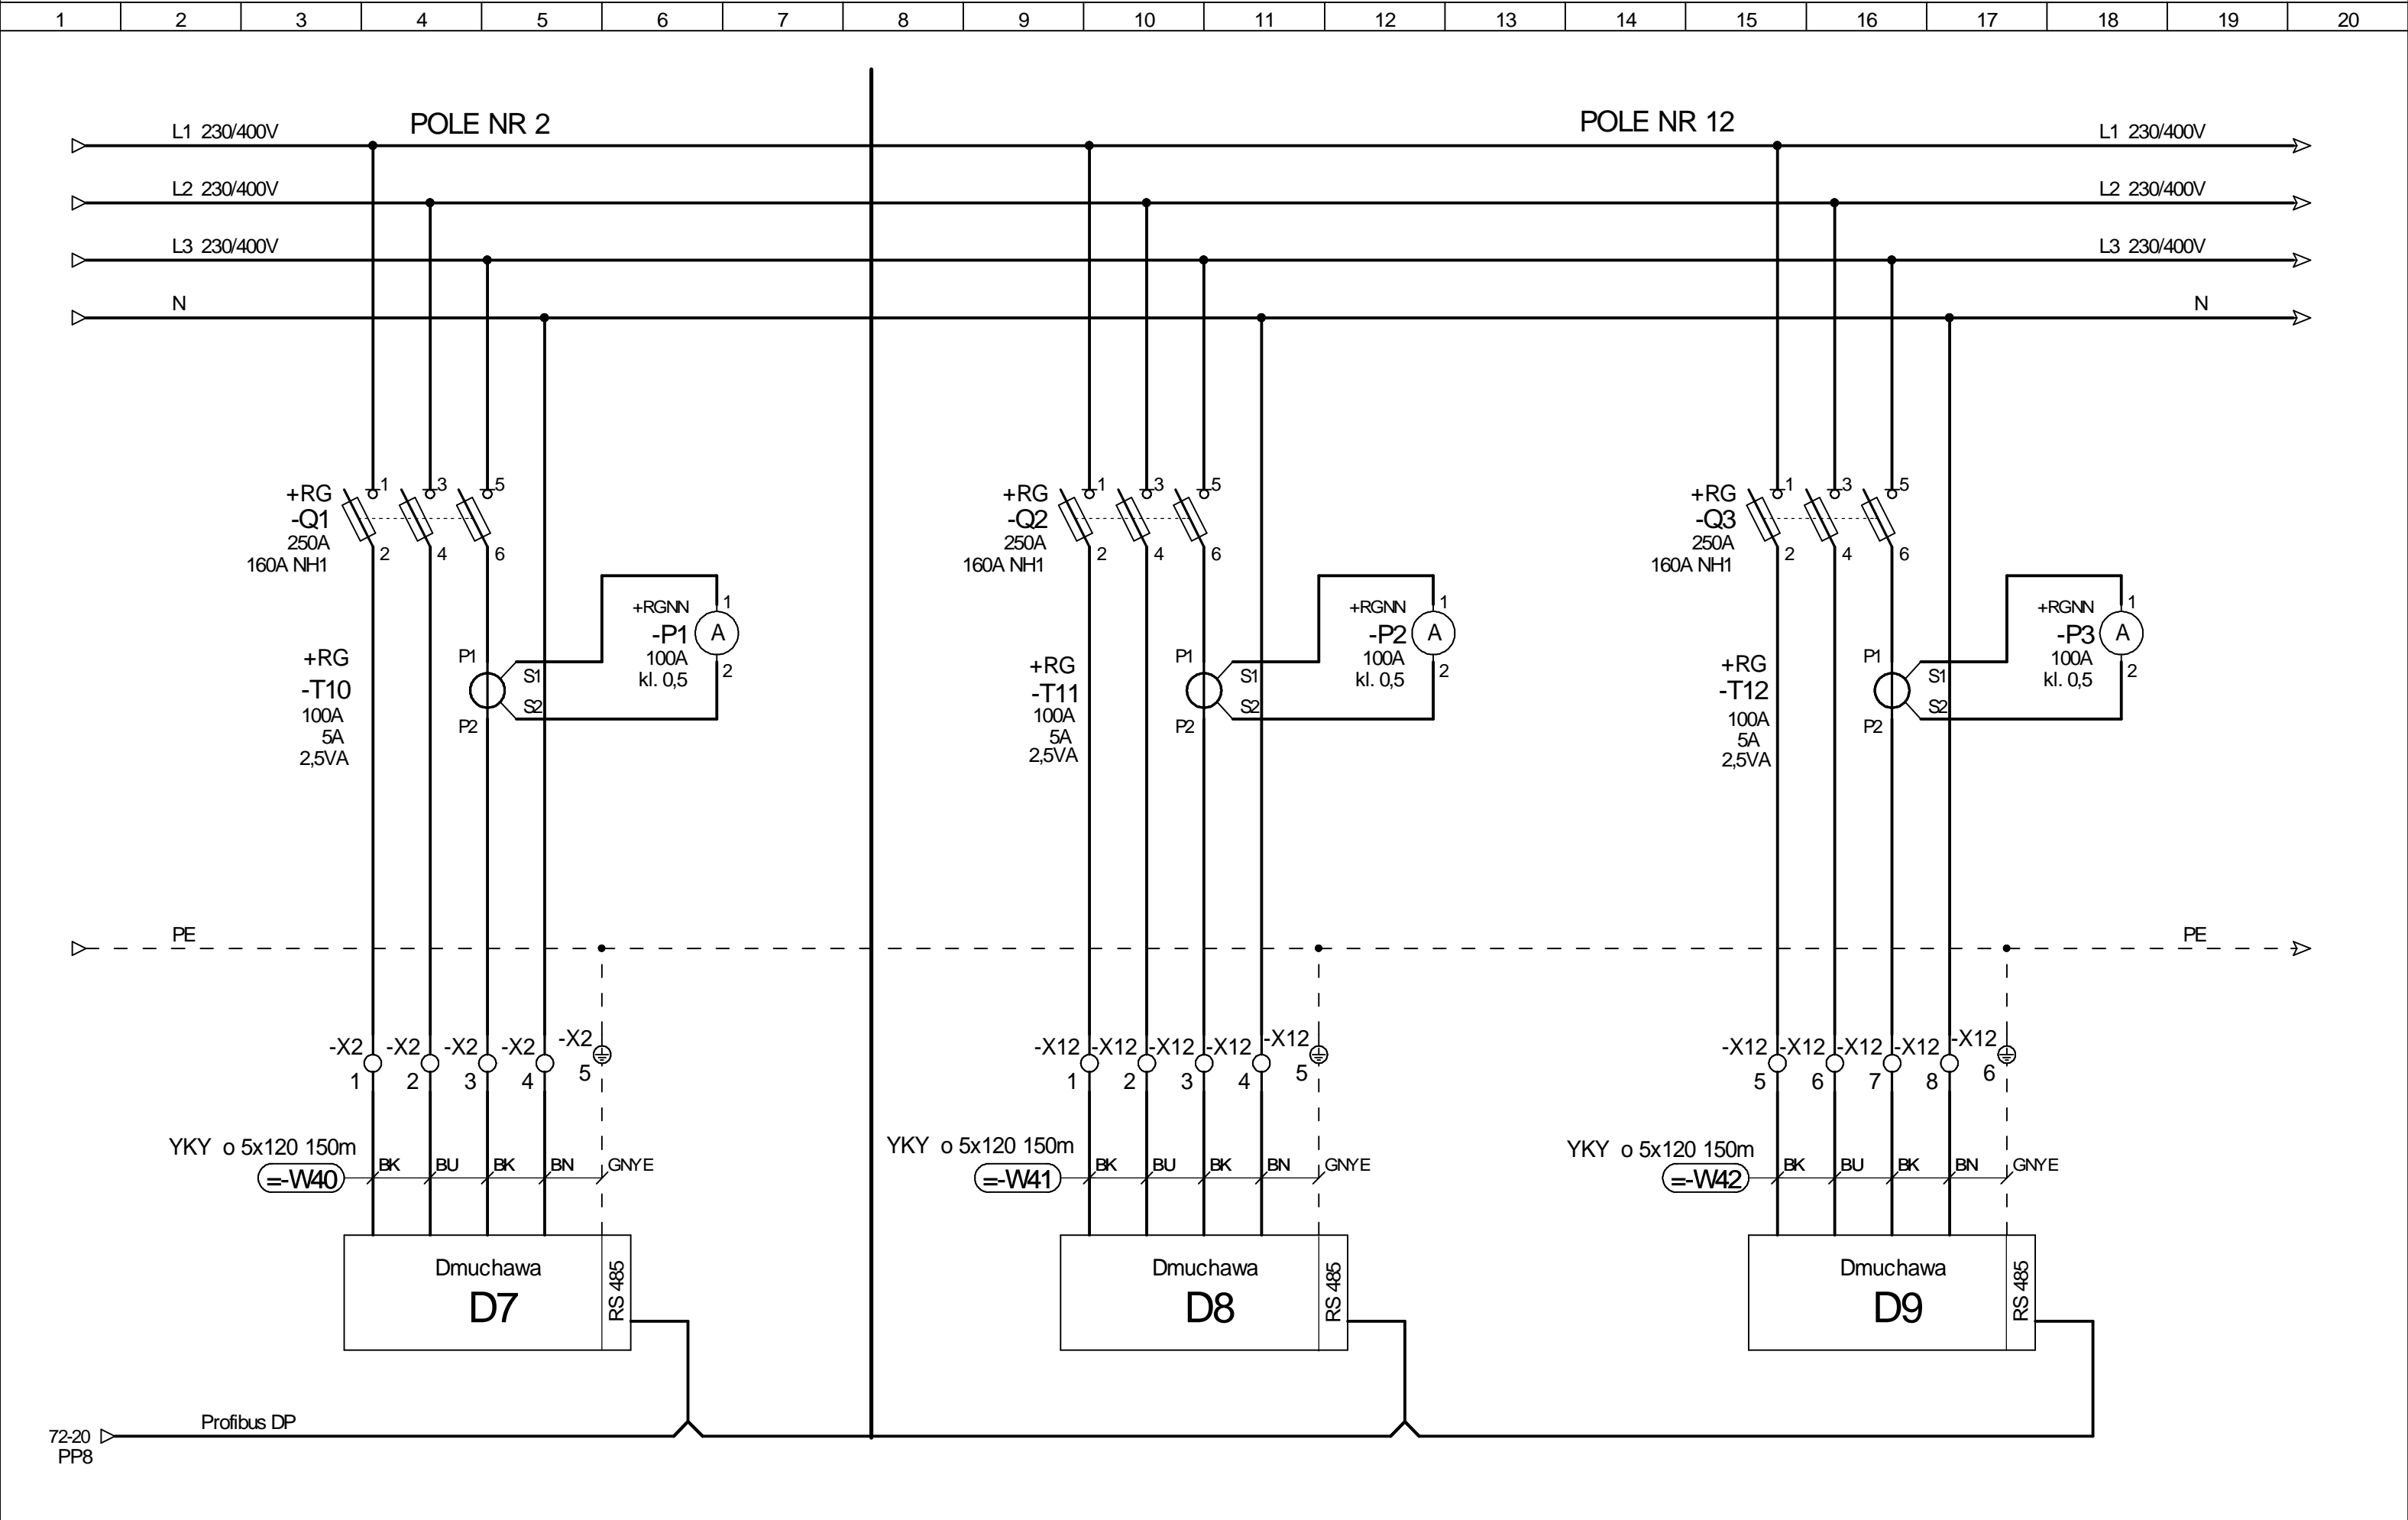 1 2 3 4 5 6 7 8 9 10 11 12 13 14 15 16 17 18 19 20
POLE NR 2
POLE NR 12
L1 230/400V
L1 230/400V
L2 230/400V
L2 230/400V
L3 230/400V
L3 230/400V
N
N
+RG
-Q1
250A
160A NH1
1 3 5
2 4 6
+RG
-Q2
250A
160A NH1
1 3 5
2 4 6
+RG
-Q3
250A
160A NH1
1 3 5
2 4 6
+RG
-T10
100A
5A
2,5VA
P1
P2
S1
S2
+RGNN
-P1
100A
kl. 0,5
A
1
2
+RG
-T11
100A
5A
2,5VA
P1
P2
S1
S2
+RGNN
-P2
100A
kl. 0,5
A
1
2
+RG
-T12
100A
5A
2,5VA
P1
P2
S1
S2
+RGNN
-P3
100A
kl. 0,5
A
1
2
PE
PE
-X2 -X2 -X2 -X2 -X2
1 2 3 4 5
-X12 -X12 -X12 -X12 -X12
1 2 3 4 5
-X12 -X12 -X12 -X12 -X12
5 6 7 8 6
YKY o 5x120 150m
=-W40
BK BU BK BN GNYE
YKY o 5x120 150m
=-W41
BK BU BK BN GNYE
YKY o 5x120 150m
=-W42
BK BU BK BN GNYE
Dmuchawa
D7
RS 485
Dmuchawa
D8
RS 485
Dmuchawa
D9
RS 485
Profibus DP
72-20
PP8